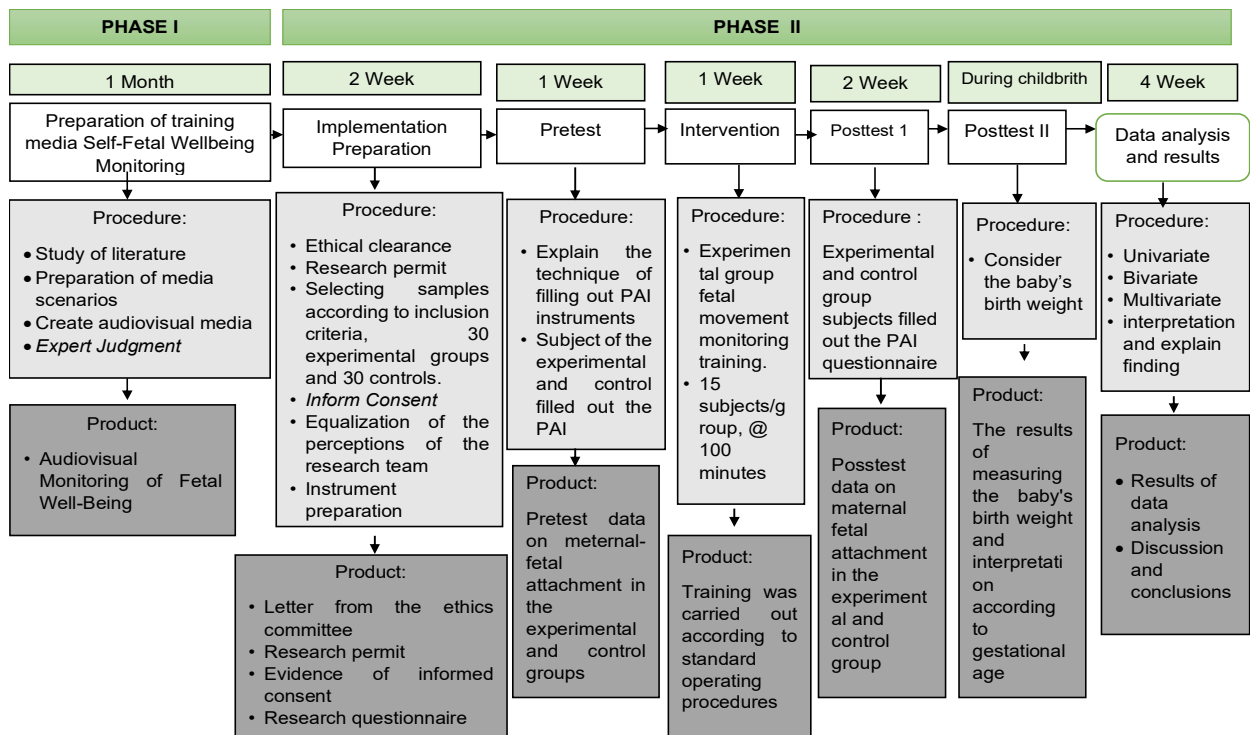 PHASE I
PHASE II
1 Month
2 Week
1 Week
1 Week
2 Week
During childbrith
4 Week
Preparation of training
media Self-Fetal Wellbeing
Monitoring
Implementation
Preparation
Pretest
Intervention
Posttest 1
Posttest II
Data analysis
and results
Procedure:
• Study of literature
• Preparation of media
scenarios
• Create audiovisual media
• Expert Judgment
Product:
• Audiovisual
Monitoring of Fetal
Well-Being
Procedure:
• Ethical clearance
• Research permit
• Selecting samples
according to inclusion
criteria, 30
experimental groups
and 30 controls.
• Inform Consent
• Equalization of the
perceptions of the
research team
• Instrument
preparation
Product:
• Letter from the ethics
committee
• Research permit
• Evidence of informed
consent
• Research questionnaire
Procedure:
• Explain the
technique of
filling out PAI
instruments
• Subject of the
experimental
and control
filled out the
PAI
Product:
Pretest data
on meternal-
fetal
attachment in
the
experimental
and control
groups
Procedure:
• Experimen
tal group
fetal
movement
monitoring
training.
• 15
subjects/g
roup, @
100
minutes
Product:
Training was
carried out
according to
standard
operating
procedures
Procedure :
Experimental
and control
group
subjects filled
out the PAI
questionnaire
Product:
Posstest
data on
maternal
fetal
attachment
in the
experiment
al and
control
group
Procedure:
• Consider
the baby’s
birth weight
Product:
The results
of
measuring
the baby's
birth weight
and
interpretati
on
according
to
gestational
age
Procedure:
• Univariate
• Bivariate
• Multivariate
• interpretation
and explain
finding
Product:
• Results of
data
analysis
• Discussion
and
conclusions